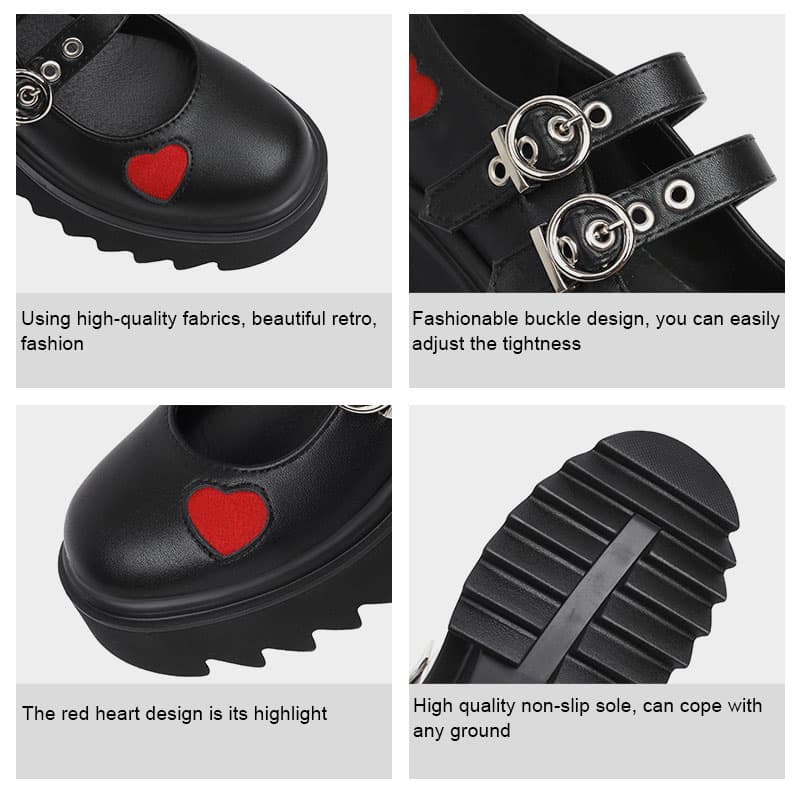 Using high-quality fabrics, beautiful retro,
fashion
Fashionable buckle design, you can easily
adjust the tightness
The red heart design is its highlight
High quality non-slip sole, can cope with
any ground